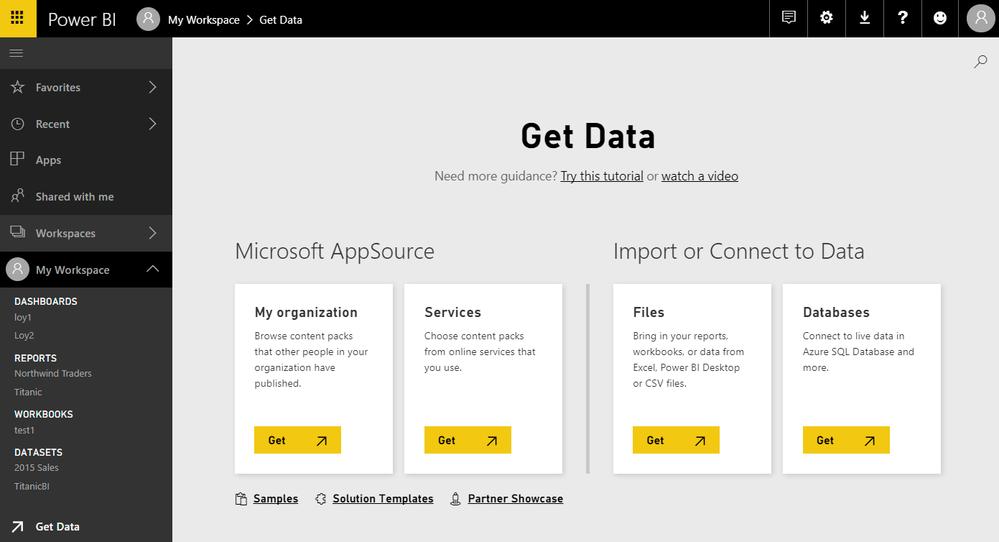 Power BI
My Workspace > Get Data
?
Favorites
Recent
Apps
Shared with me
Workspaces
My Workspace
DASHBOARDS
loy1
Loy2
REPORTS
Northwind Traders
Titanic
WORKBOOKS
test1
DATASETS
2015 Sales
TitanicBI
Get Data
Get Data
Need more guidance? Try this tutorial or watch a video
Microsoft AppSource
My organization
Browse content packs
that other people in your
organization have
published.
Get
Services
Choose content packs
from online services that
you use.
Get
Samples
Solution Templates
Partner Showcase
Import or Connect to Data
Files
Bring in your reports,
workbooks, or data from
Excel, Power BI Desktop
or CSV files.
Get
Databases
Connect to live data in
Azure SQL Database and
more.
Get